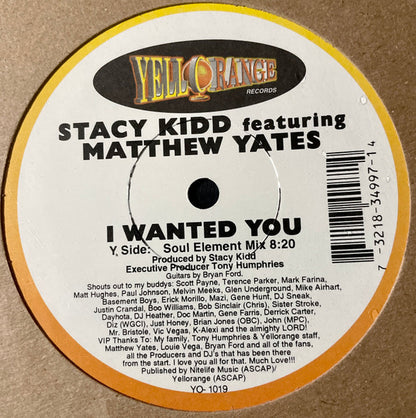 YELLORANGE
RECORDS
STACY KIDD featuring
MATTHEW YATES
I WANTED YOU
Y Side: Soul Element Mix 8:20
Produced by Stacy Kidd
Executive Producer Tony Humphries
Guitars by Bryan Ford.
Shouts out to my buddys: Scott Payne, Terence Parker, Mark Farina,
Matt Hughes, Paul Johnson, Melvin Meeks, Glen Underground, Mike Airhart,
Basement Boys, Erick Morillo, Mazi, Gene Hunt, DJ Sneak,
Justin Crandal, Boo Williams, Bob Sinclair (Chris), Sister Stroke,
Dayhota, DJ Heather, Doc Martin, Gene Farris, Derrick Carter,
Diz (WGCI), Just Honey, Brian Jones (OBC), John (MPC),
Mr. Bristole, Vic Vegas, K-Alexi and the almighty LORD!
VIP Thanks To: My family, Tony Humphries & Yellorange staff,
Matthew Yates, Louie Vega, Bryan Ford and all of the fans,
all the Producers and DJ's that has been there
from the start. I love you all for that. Much Love!!!
Published by Nitelife Music (ASCAP)/
Yellorange (ASCAP)
YO- 1019
7 -32 18-34997-1 4